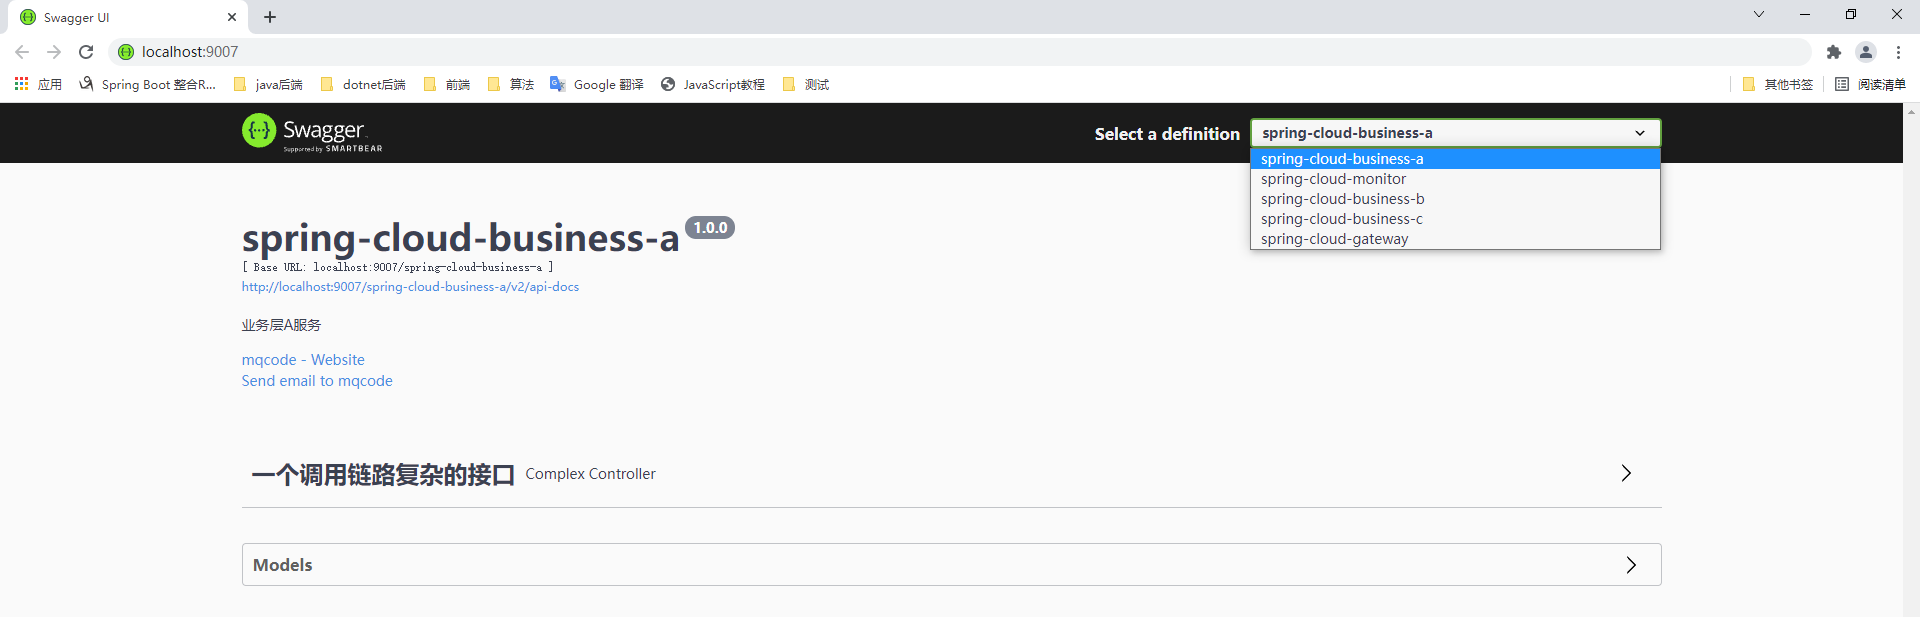 Swagger UI
localhost:9007
应用 Spring Boot 整合R... java后端 dotnet后端 前端 算法 Google 翻译 JavaScript教程 测试 其他书签 阅读清单
Swagger
Supported by SMARTBEAR
Select a definition spring-cloud-business-a
spring-cloud-business-a
spring-cloud-monitor
spring-cloud-business-b
spring-cloud-business-c
spring-cloud-gateway
spring-cloud-business-a 1.0.0
[ Base URL: localhost:9007/spring-cloud-business-a ]
http://localhost:9007/spring-cloud-business-a/v2/api-docs
业务层A服务
mqcode - Website
Send email to mqcode
一个调用链路复杂的接口 Complex Controller
Models